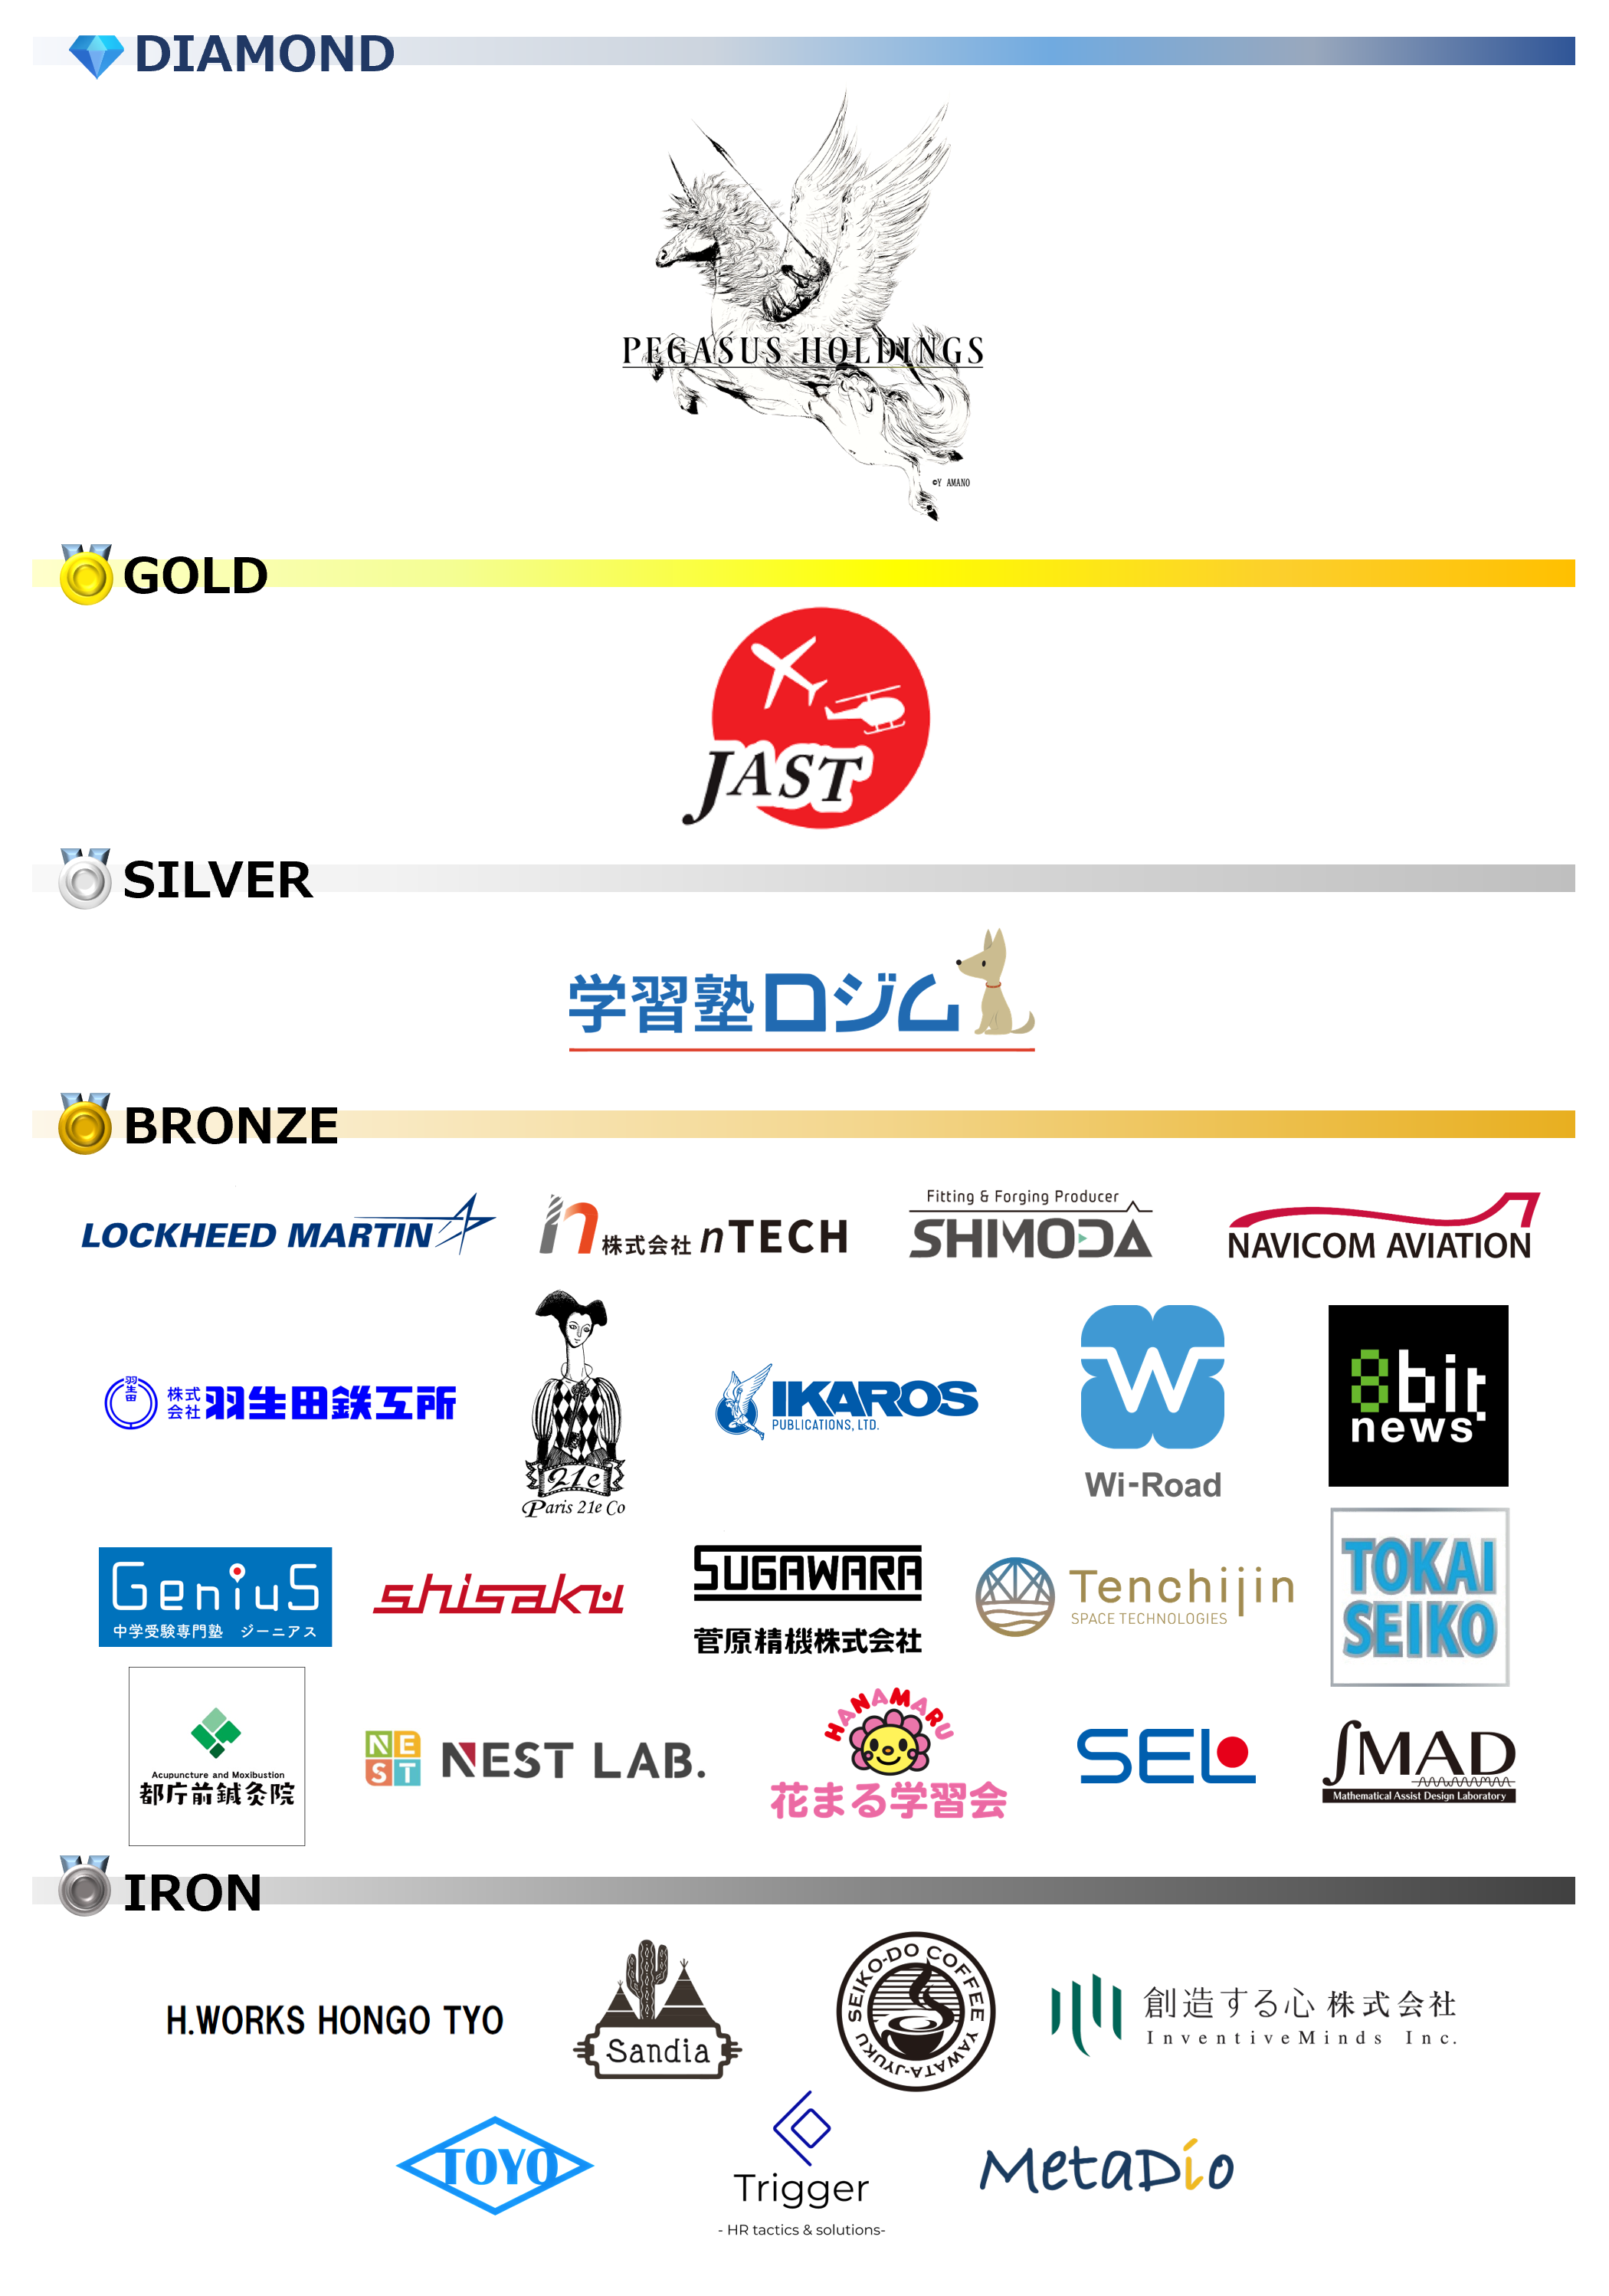 DIAMOND
PEGASUS HOLDINGS
©Y AMANO
GOLD
JAST
SILVER
学習塾ロジム
BRONZE
LOCKHEED MARTIN
株式会社 nTECH
Fitting & Forging Producer
SHIMODA
NAVICOM AVIATION
羽生田
株式会社 羽生田鉄工所
21e
Paris 21e Co
IKAROS
PUBLICATIONS, LTD.
W
Wi-Road
8bit
news
GeniuS
中学受験専門塾 ジーニアス
shisaku
SUGAWARA
菅原精機株式会社
Tenchijin
SPACE TECHNOLOGIES
TOKAI
SEIKO
Acupuncture and Moxibustion
都庁前鍼灸院
NEST
NEST LAB.
HANAMARU
花まる学習会
SEL
∫MAD
Mathematical Assist Design Laboratory
IRON
H.WORKS HONGO TYO
Sandia
SEIKO-DO COFFEE
YAWATA-JYUKU
創造する心 株式会社
InventiveMinds Inc.
TOYO
Trigger
- HR tactics & solutions-
MetaDio